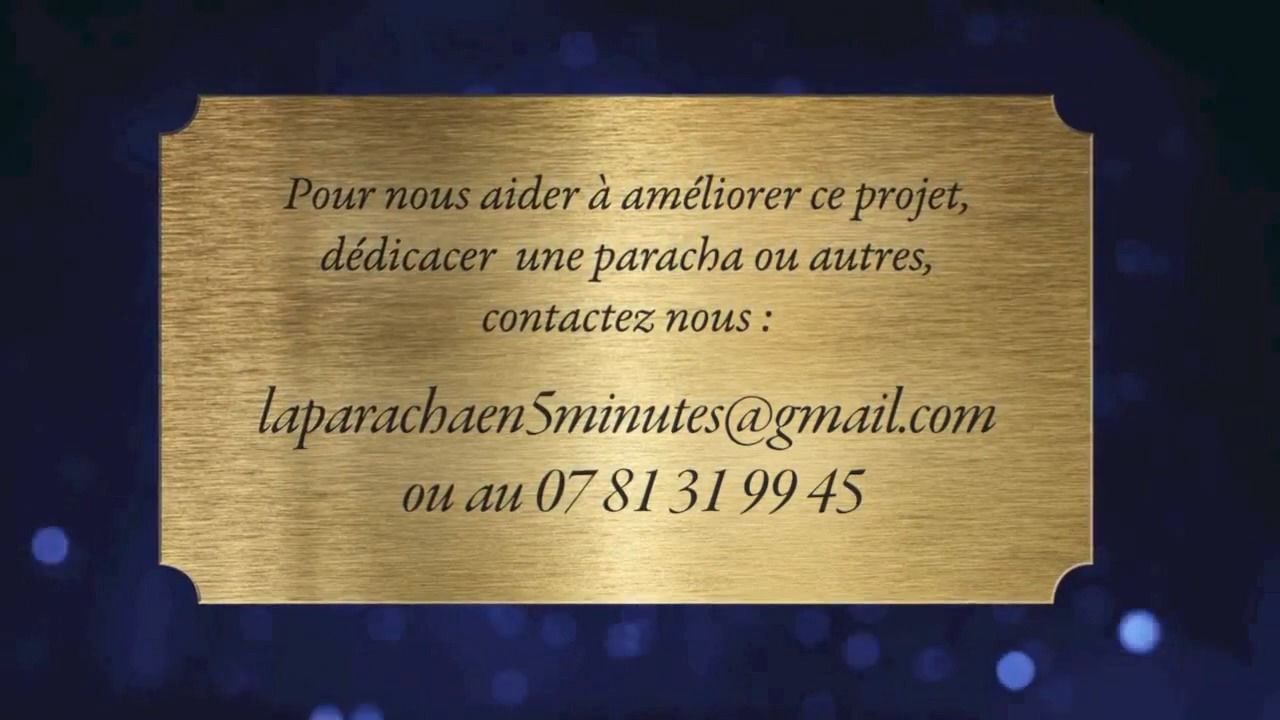 Pour nous aider à améliorer ce projet,
dédicacer une paracha ou autres,
contactez nous :
laparachaen5minutes@gmail.com
ou au 07 81 31 99 45